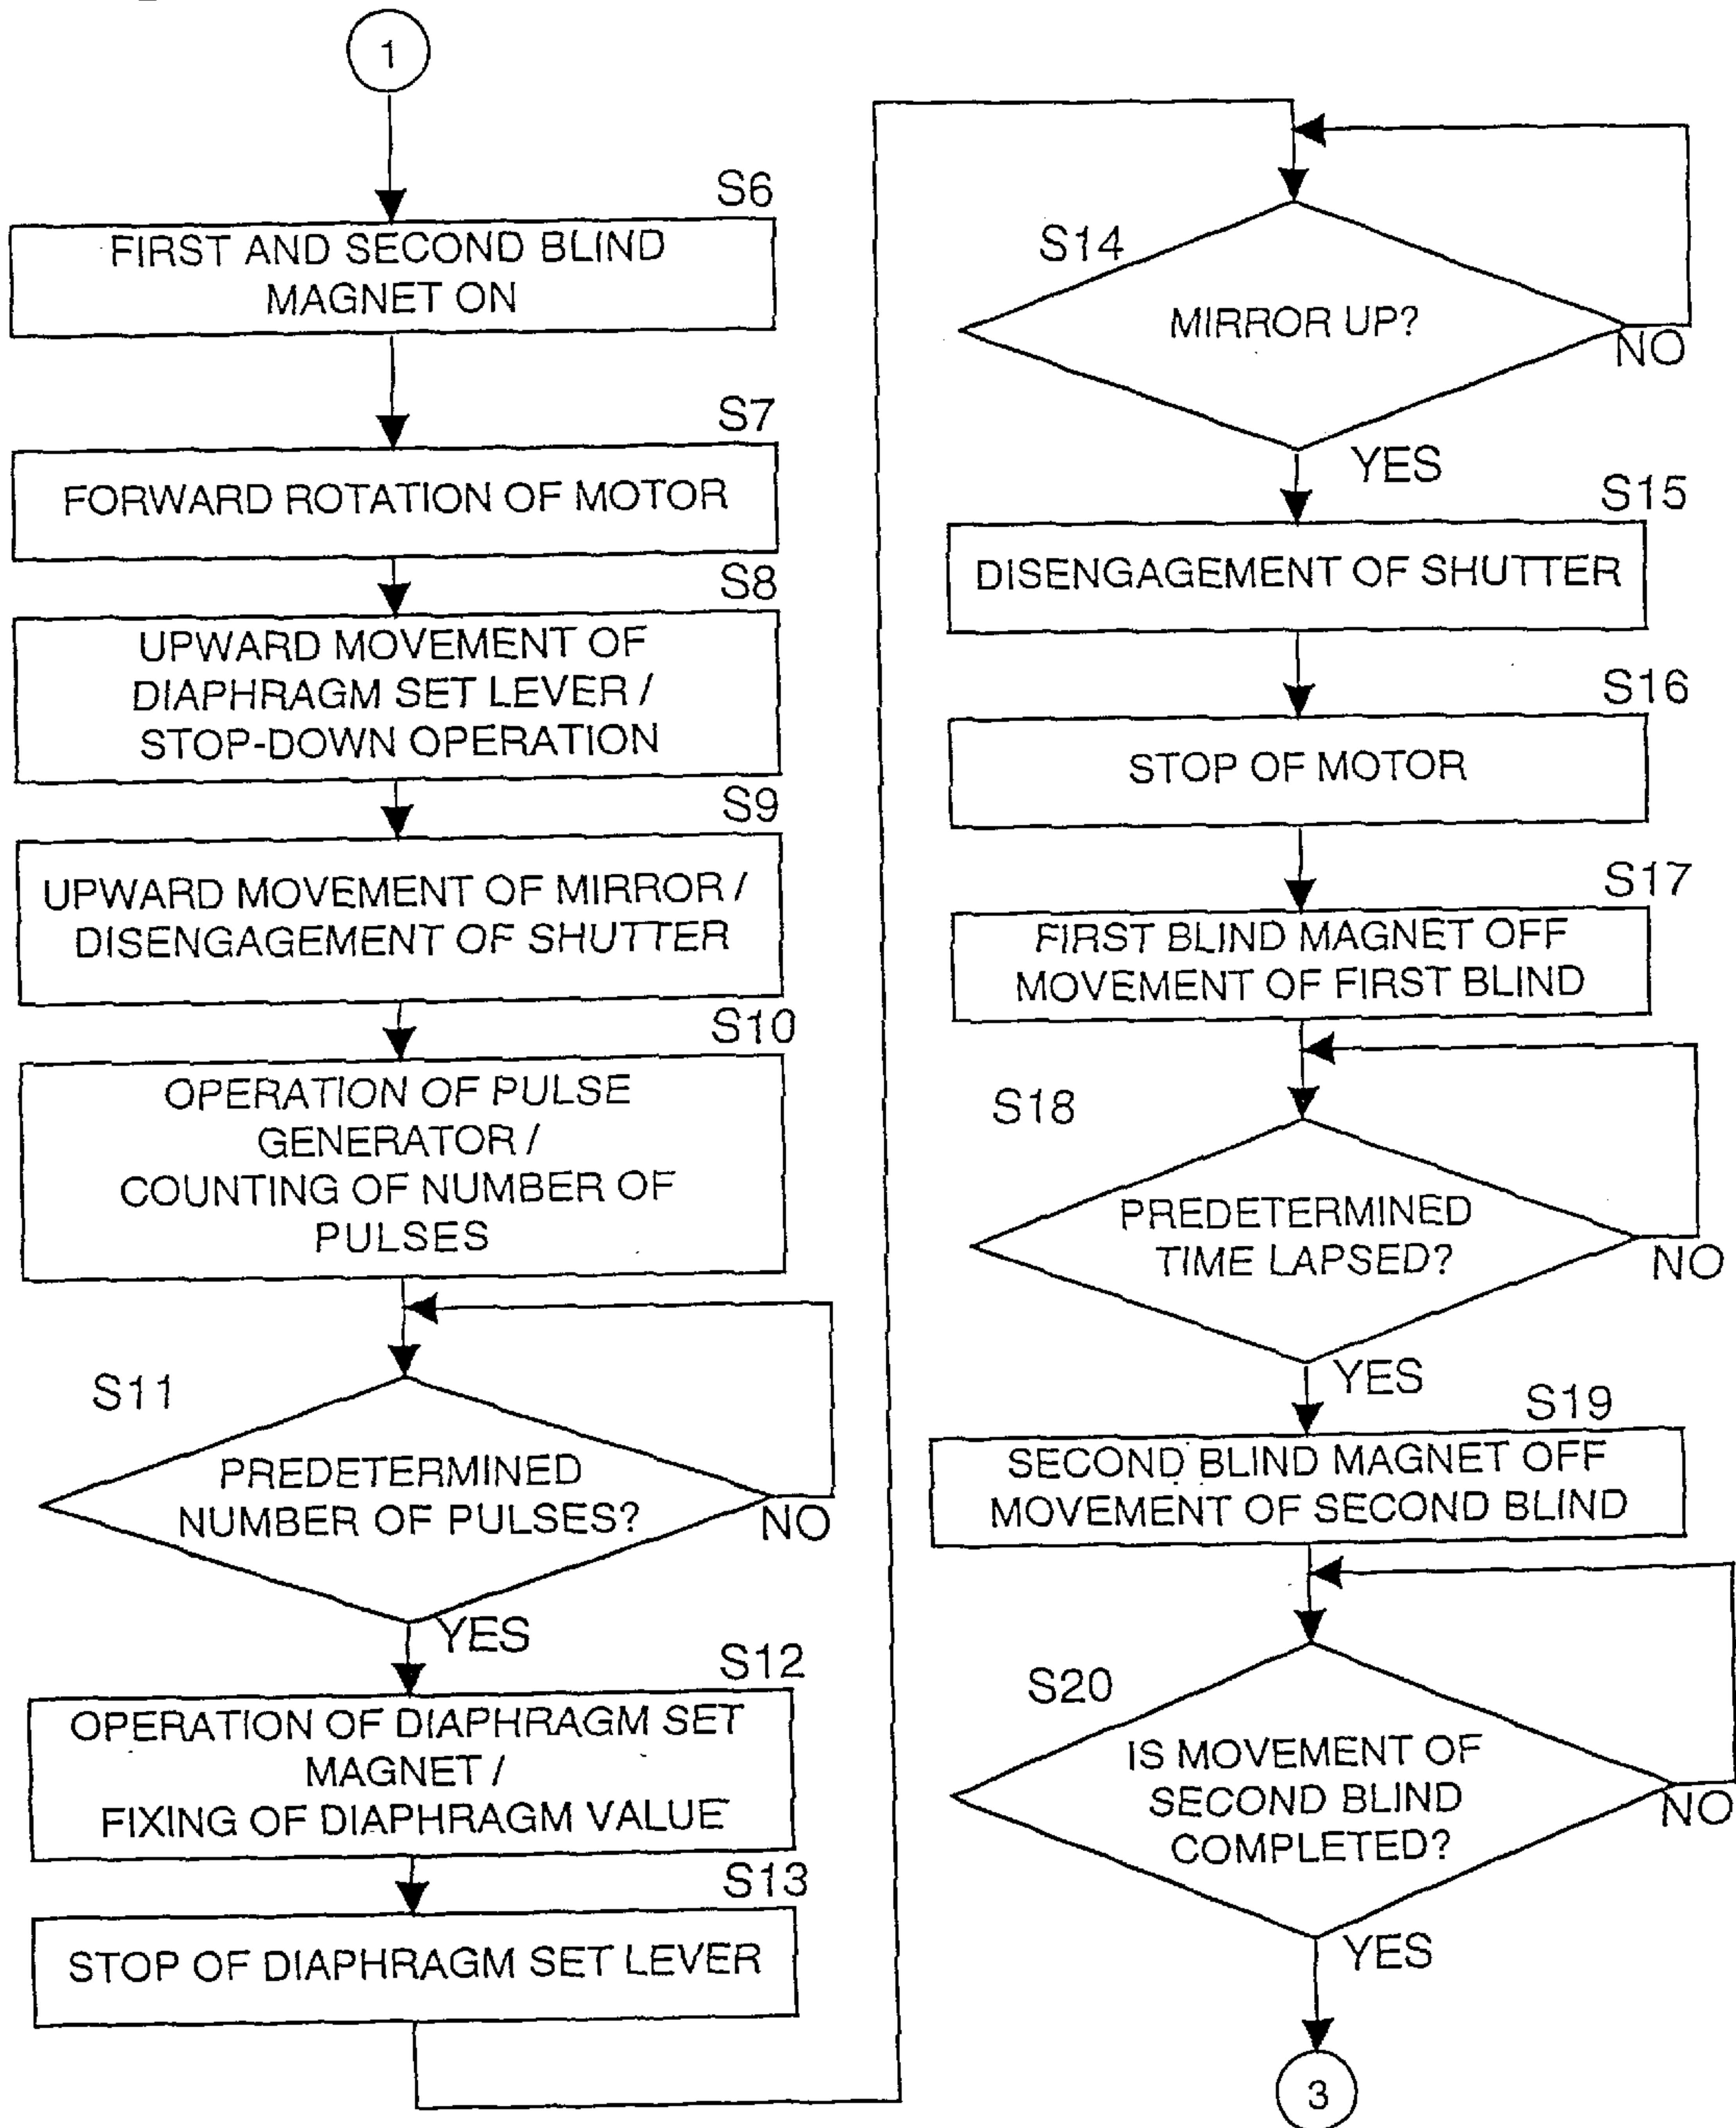 1
S6
FIRST AND SECOND BLIND
MAGNET ON
S7
FORWARD ROTATION OF MOTOR
S8
UPWARD MOVEMENT OF
DIAPHRAGM SET LEVER /
STOP-DOWN OPERATION
S9
UPWARD MOVEMENT OF MIRROR /
DISENGAGEMENT OF SHUTTER
S10
OPERATION OF PULSE
GENERATOR /
COUNTING OF NUMBER OF
PULSES
S11
PREDETERMINED
NUMBER OF PULSES?
NO
YES
S12
OPERATION OF DIAPHRAGM SET
MAGNET /
FIXING OF DIAPHRAGM VALUE
S13
STOP OF DIAPHRAGM SET LEVER
S14
MIRROR UP?
NO
YES
S15
DISENGAGEMENT OF SHUTTER
S16
STOP OF MOTOR
S17
FIRST BLIND MAGNET OFF
MOVEMENT OF FIRST BLIND
S18
PREDETERMINED
TIME LAPSED?
NO
YES
S19
SECOND BLIND MAGNET OFF
MOVEMENT OF SECOND BLIND
S20
IS MOVEMENT OF
SECOND BLIND
COMPLETED?
NO
YES
3